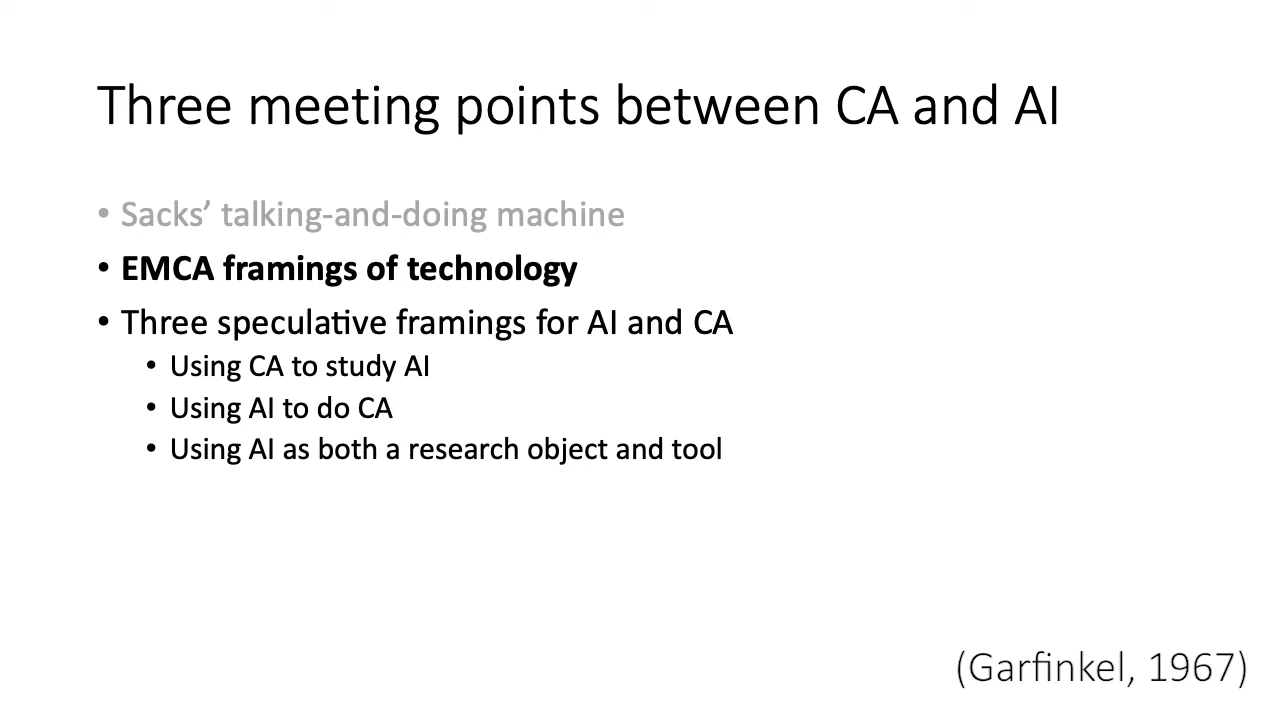 Three meeting points between CA and AI
• Sacks’ talking-and-doing machine
• EMCA framings of technology
• Three speculative framings for AI and CA
• Using CA to study AI
• Using AI to do CA
• Using AI as both a research object and tool
(Garfinkel, 1967)